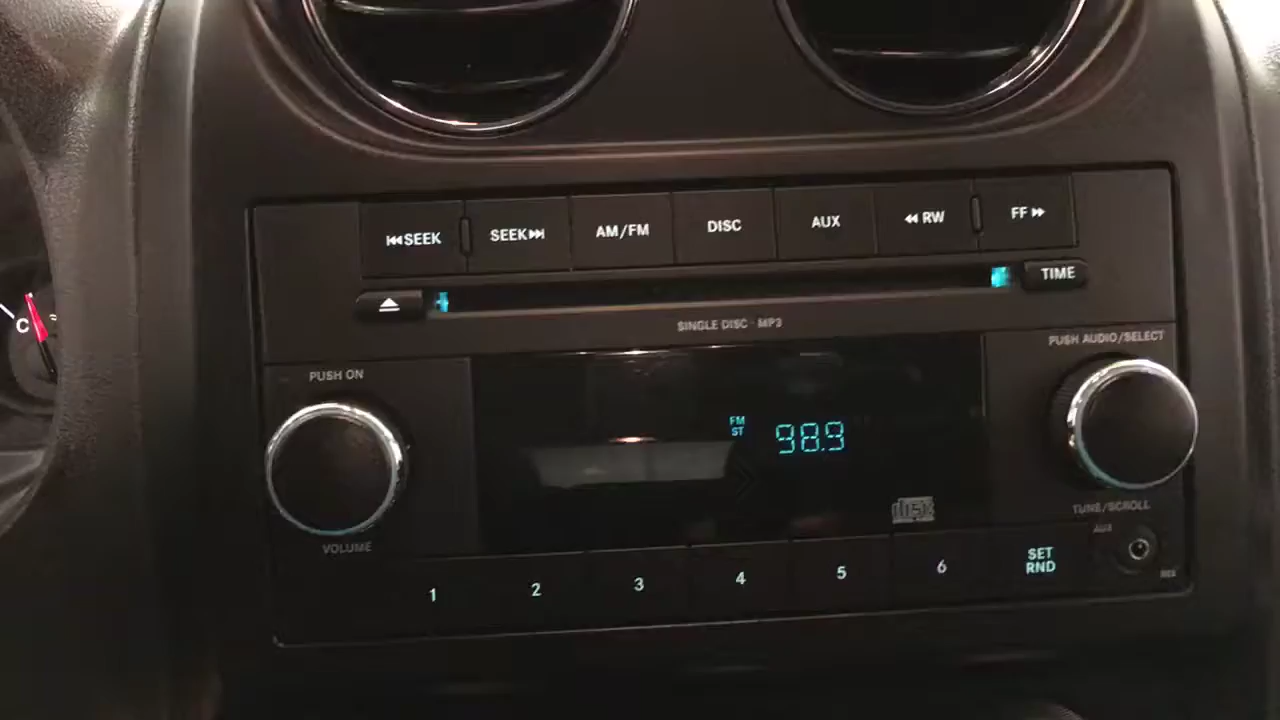 ⏮SEEK SEEK⏭ AM/FM DISC AUX ◀◀ RW FF ▶▶
TIME
SINGLE DISC · MP3
PUSH AUDIO/SELECT
PUSH ON
C
FM
ST
98.9
disc
TUNE/SCROLL
AUX
VOLUME
1 2 3 4 5 6
SET
RND